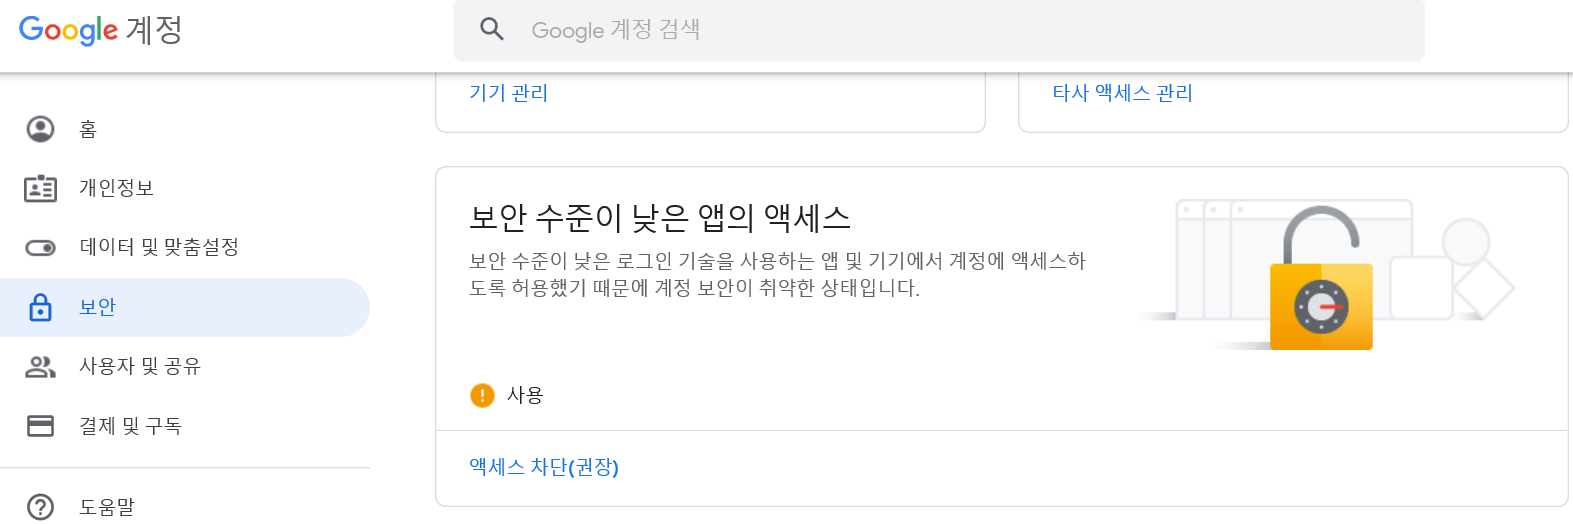 Google 계정
Google 계정 검색
홈
개인정보
데이터 및 맞춤설정
보안
사용자 및 공유
결제 및 구독
도움말
기기 관리
타사 액세스 관리
보안 수준이 낮은 앱의 액세스
보안 수준이 낮은 로그인 기술을 사용하는 앱 및 기기에서 계정에 액세스하
도록 허용했기 때문에 계정 보안이 취약한 상태입니다.
사용
액세스 차단(권장)